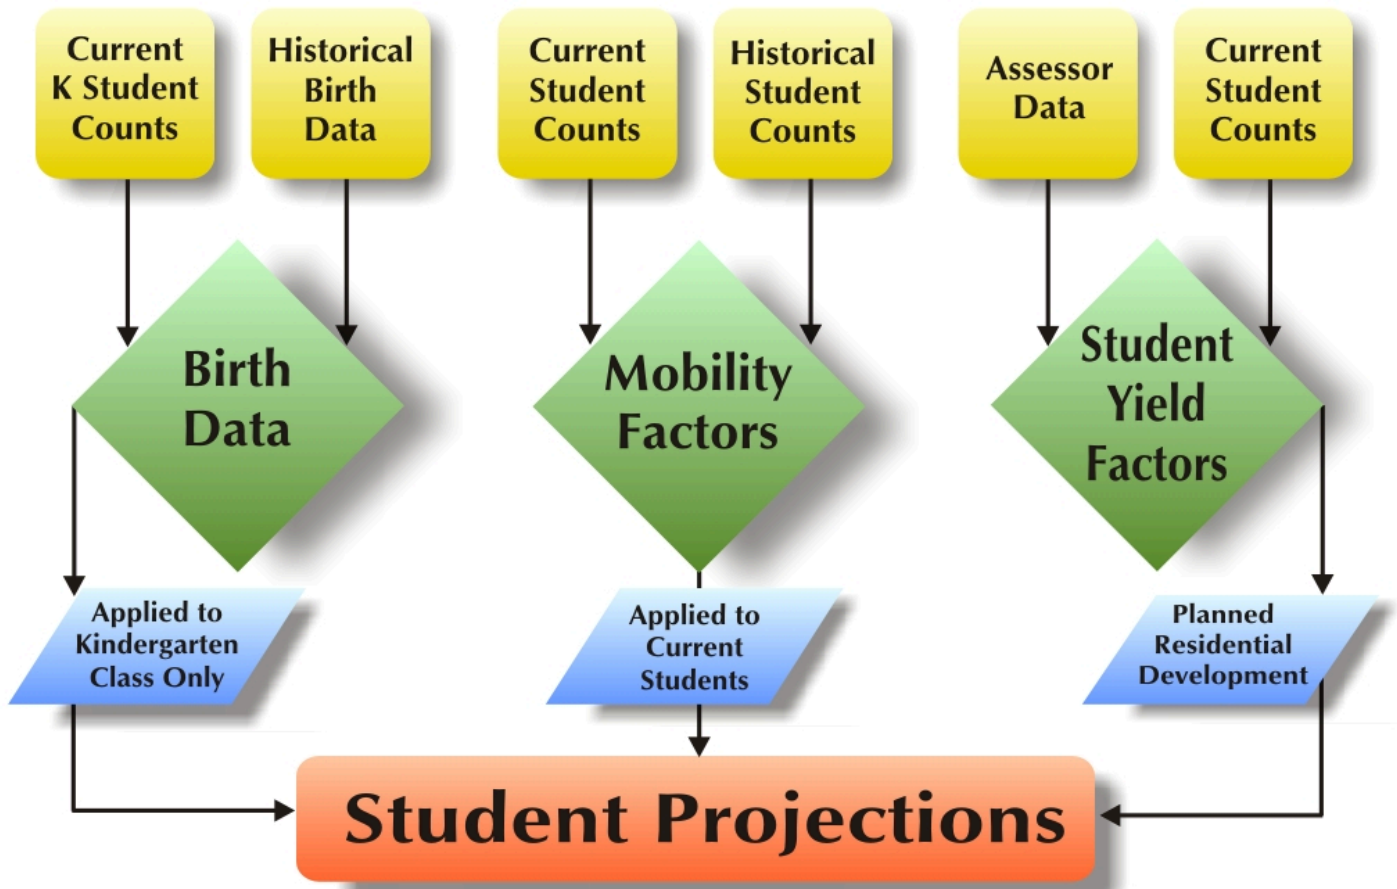 Current
K Student
Counts
Historical
Birth
Data
Current
Student
Counts
Historical
Student
Counts
Assessor
Data
Current
Student
Counts
Birth
Data
Mobility
Factors
Student
Yield
Factors
Applied to
Kindergarten
Class Only
Applied to
Current
Students
Planned
Residential
Development
Student Projections